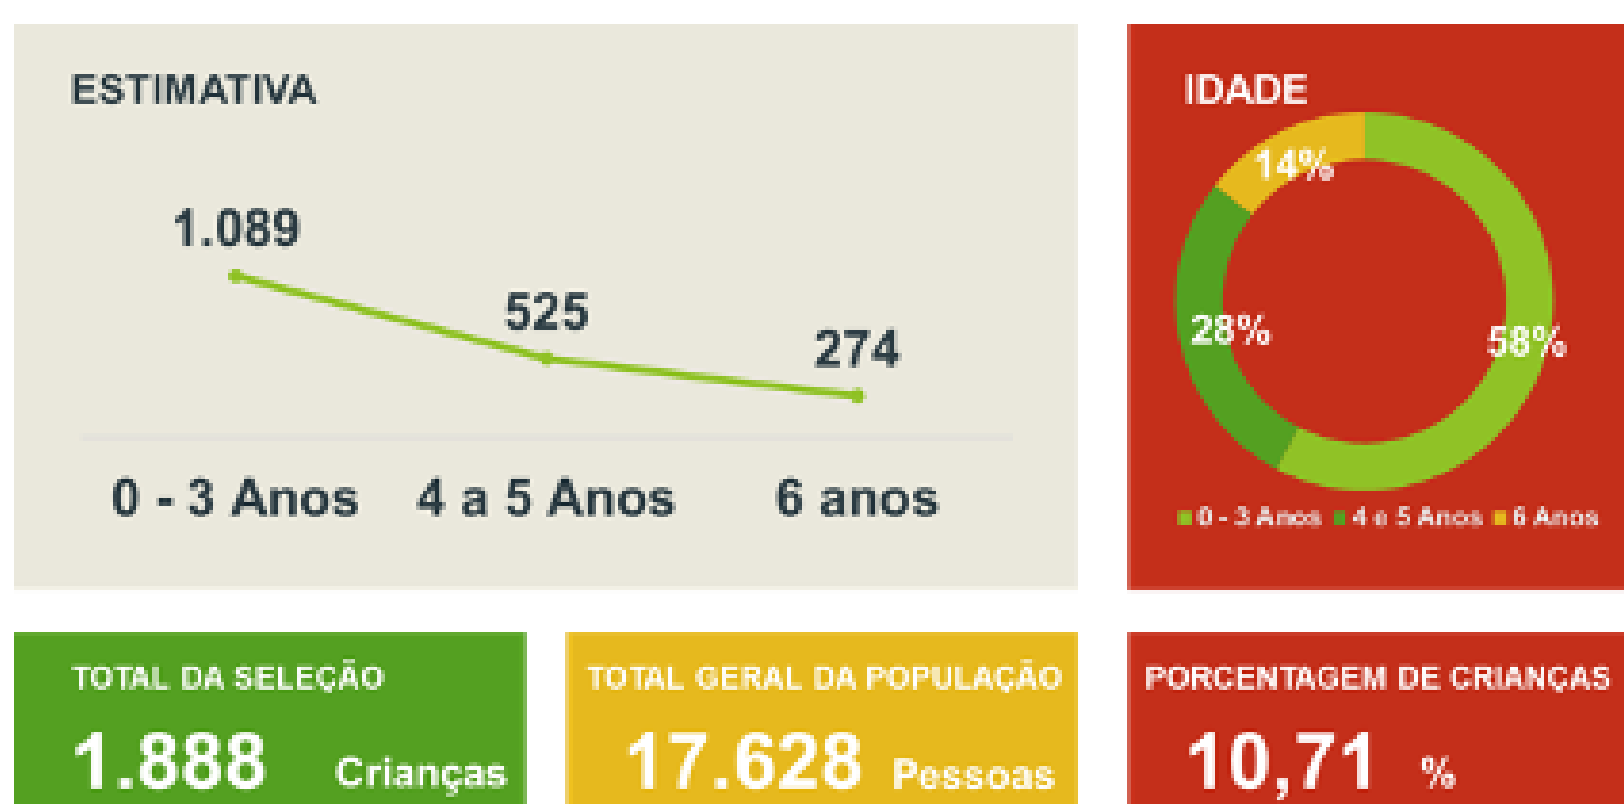 ESTIMATIVA
1.089
525
274
0 - 3 Anos 4 a 5 Anos 6 anos
IDADE
14%
28%
58%
0 - 3 Anos 4 e 5 Anos 6 Anos
TOTAL DA SELEÇÃO
1.888 Crianças
TOTAL GERAL DA POPULAÇÃO
17.628 Pessoas
PORCENTAGEM DE CRIANÇAS
10,71 %